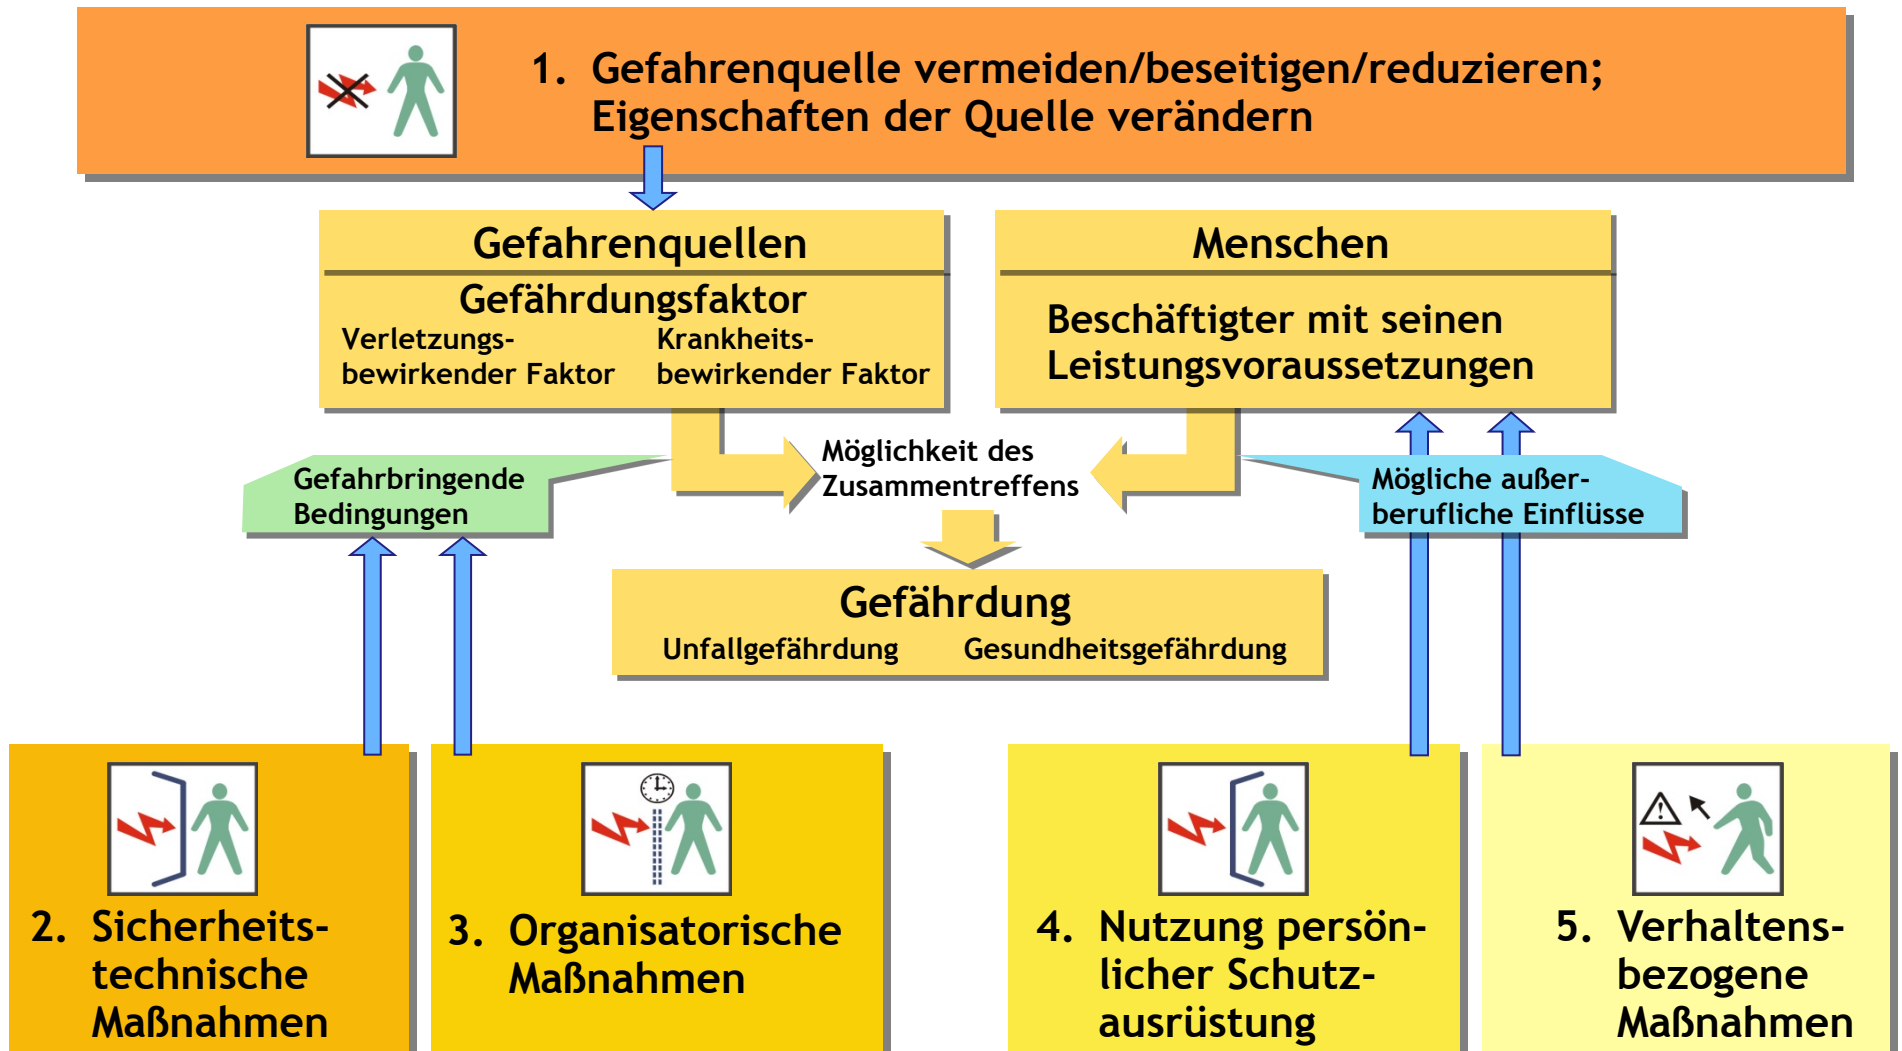 1. Gefahrenquelle vermeiden/beseitigen/reduzieren;
Eigenschaften der Quelle verändern
Gefahrenquellen
Gefährdungsfaktor
Verletzungs-
bewirkender Faktor
Krankheits-
bewirkender Faktor
Menschen
Beschäftigter mit seinen
Leistungsvoraussetzungen
Möglichkeit des
Zusammentreffens
Gefahrbringende
Bedingungen
Mögliche außer-
berufliche Einflüsse
Gefährdung
Unfallgefährdung
Gesundheitsgefährdung
2. Sicherheits-
technische
Maßnahmen
3. Organisatorische
Maßnahmen
4. Nutzung persön-
licher Schutz-
ausrüstung
5. Verhaltens-
bezogene
Maßnahmen